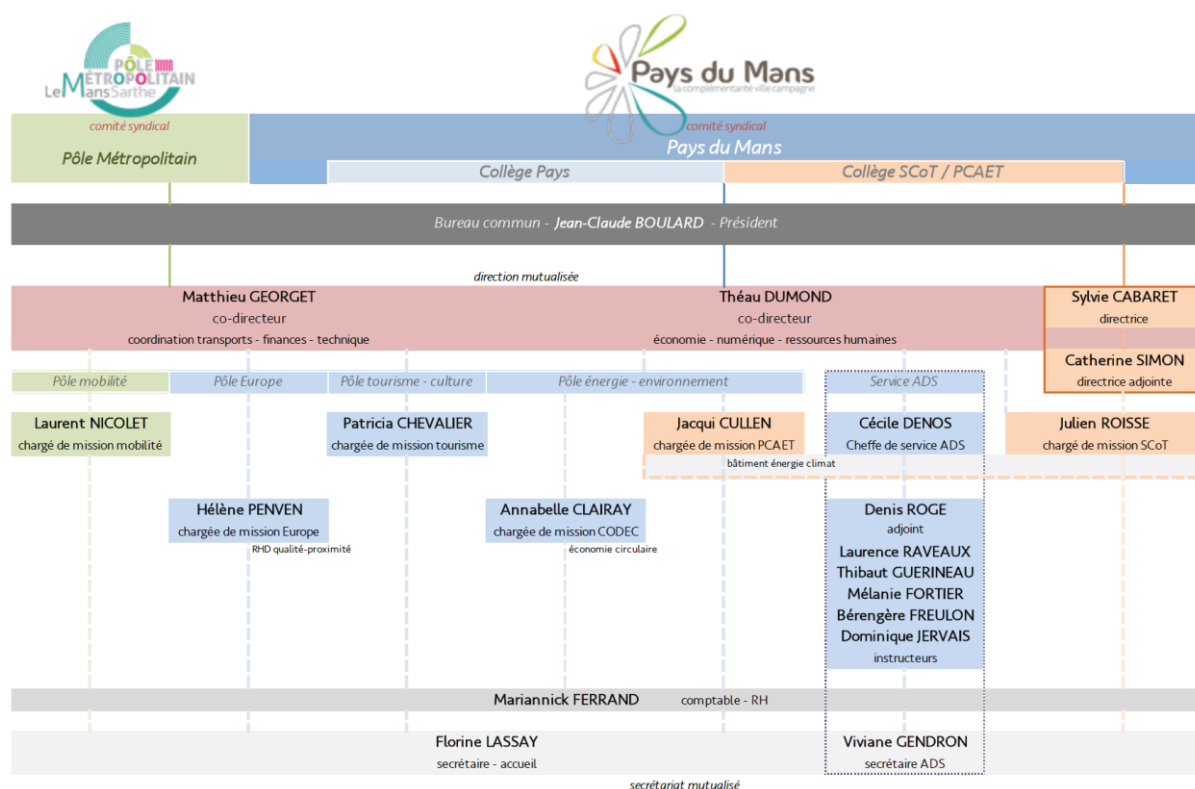 PÔLE
MÉTROPOLITAIN
Le Mans Sarthe
Pays du Mans
la complémentarité ville campagne
comité syndical
Pôle Métropolitain
comité syndical
Pays du Mans
Collège Pays
Collège SCoT / PCAET
Bureau commun - Jean-Claude BOULARD - Président
direction mutualisée
Matthieu GEORGET
co-directeur
coordination transports - finances - technique
Théau DUMOND
co-directeur
économie - numérique - ressources humaines
Sylvie CABARET
directrice
Catherine SIMON
directrice adjointe
Pôle mobilité
Pôle Europe
Pôle tourisme - culture
Pôle énergie - environnement
Service ADS
Laurent NICOLET
chargé de mission mobilité
Patricia CHEVALIER
chargée de mission tourisme
Jacqui CULLEN
chargée de mission PCAET
Cécile DENOS
Cheffe de service ADS
Julien ROISSE
chargé de mission SCoT
bâtiment énergie climat
Hélène PENVEN
chargée de mission Europe
RHD qualité-proximité
Annabelle CLAIRAY
chargée de mission CODEC
économie circulaire
Denis ROGE
adjoint
Laurence RAVEAUX
Thibaut GUERINEAU
Mélanie FORTIER
Bérengère FREULON
Dominique JERVAIS
instructeurs
Mariannick FERRAND comptable - RH
Florine LASSAY
secrétaire - accueil
Viviane GENDRON
secrétaire ADS
secrétariat mutualisé